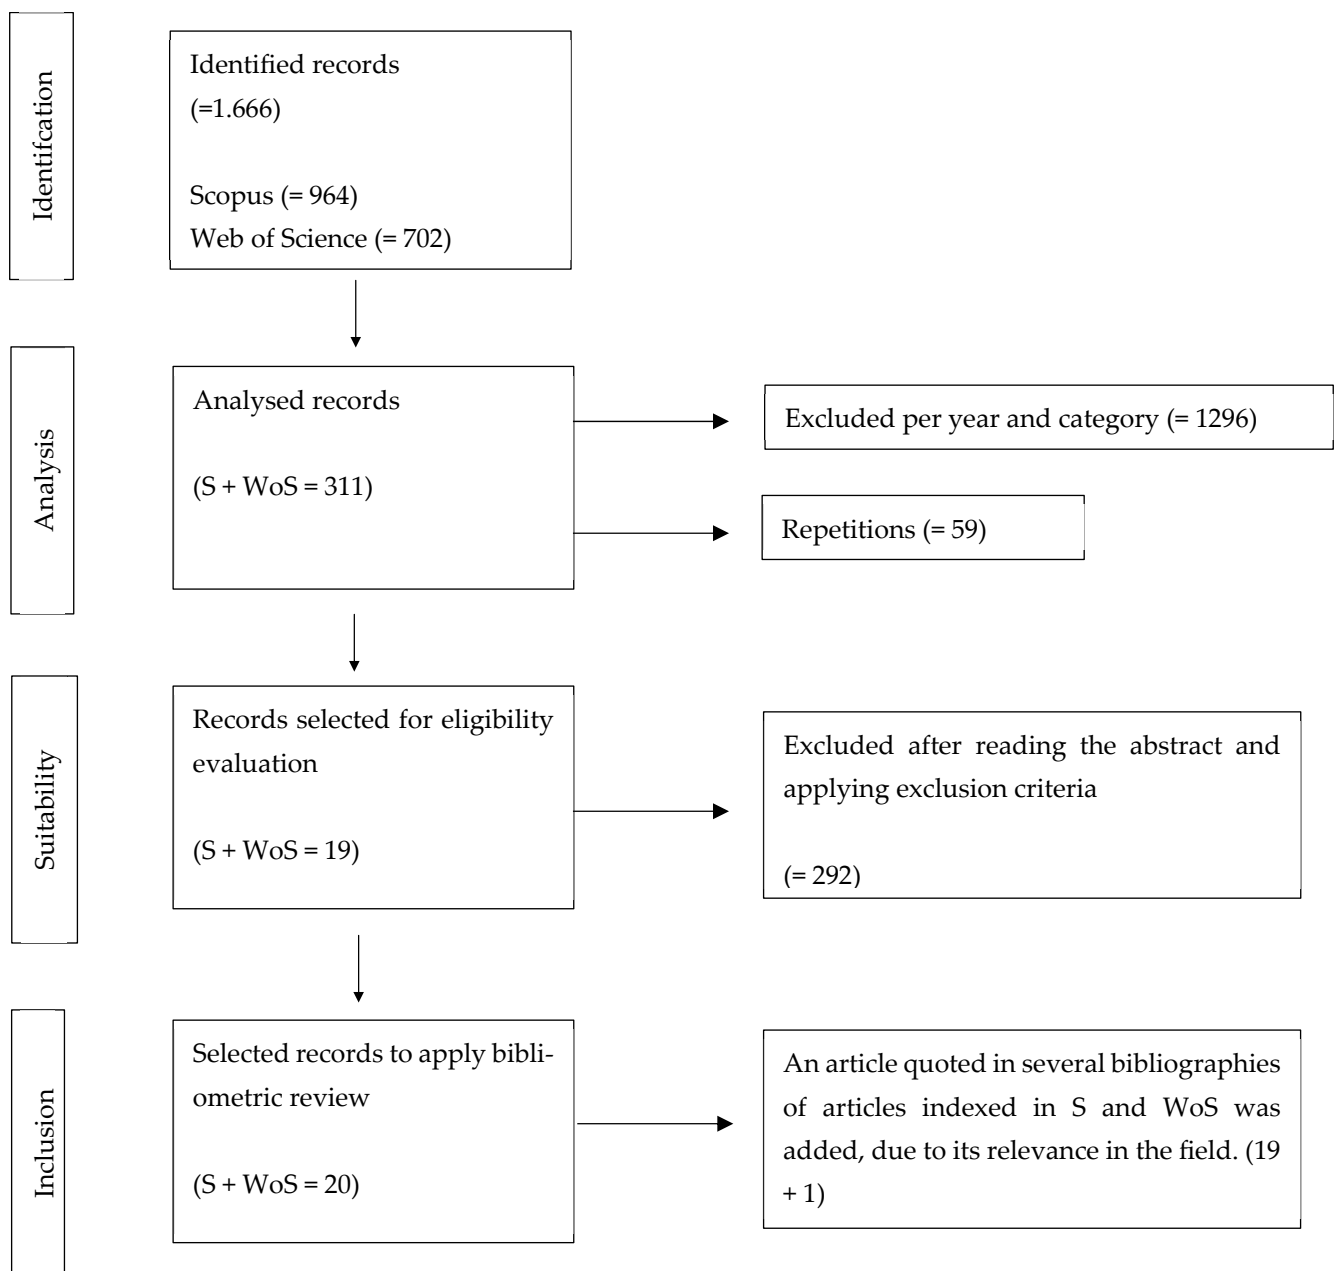 Identifcation
Identified records
(=1.666)
Scopus (= 964)
Web of Science (= 702)
Analysis
Analysed records
(S + WoS = 311)
Excluded per year and category (= 1296)
Repetitions (= 59)
Suitability
Records selected for eligibility
evaluation
(S + WoS = 19)
Excluded after reading the abstract and
applying exclusion criteria
(= 292)
Inclusion
Selected records to apply bibli-
ometric review
(S + WoS = 20)
An article quoted in several bibliographies
of articles indexed in S and WoS was
added, due to its relevance in the field. (19
+ 1)